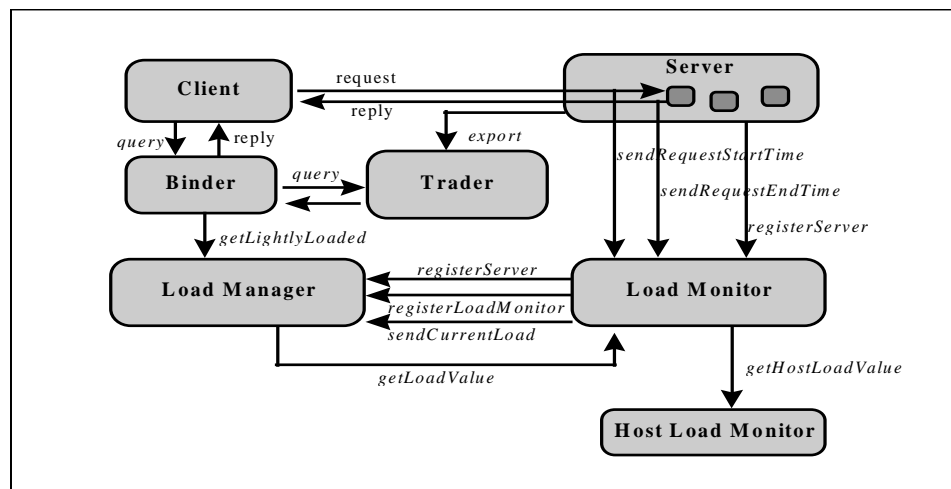 Server
Client
request
reply
query
reply
export
sendRequestStartTime
Binder
query
Trader
sendRequestEndTime
registerServer
getLightlyLoaded
registerServer
Load Manager
Load Monitor
registerLoadMonitor
sendCurrentLoad
getLoadValue
getHostLoadValue
Host Load Monitor